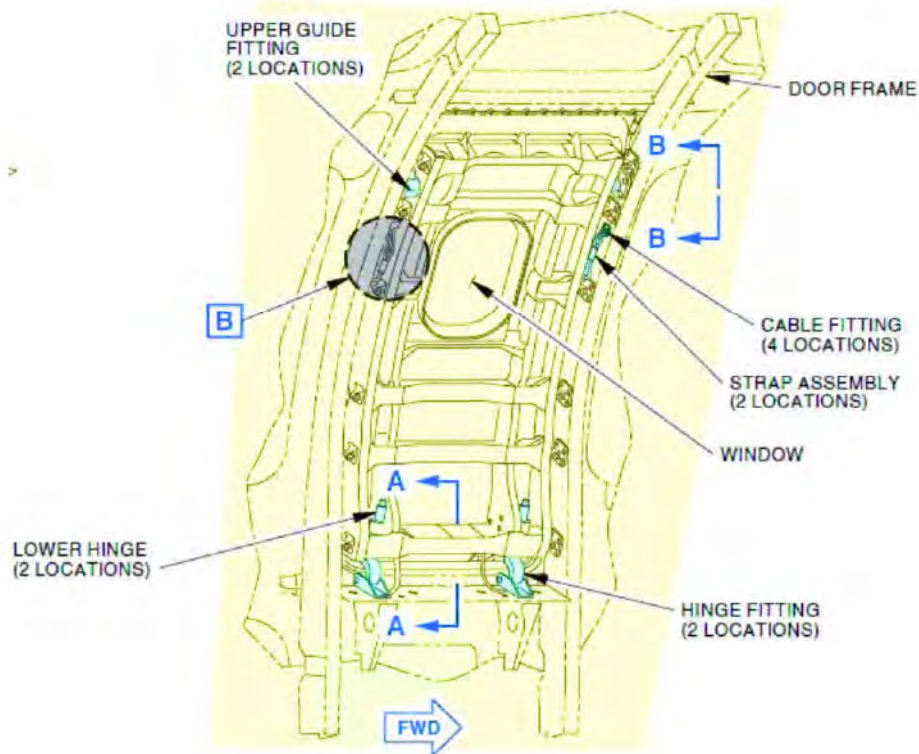 UPPER GUIDE
FITTING
(2 LOCATIONS)
DOOR FRAME
B
B
B
CABLE FITTING
(4 LOCATIONS)
STRAP ASSEMBLY
(2 LOCATIONS)
WINDOW
A
LOWER HINGE
(2 LOCATIONS)
HINGE FITTING
(2 LOCATIONS)
A
FWD